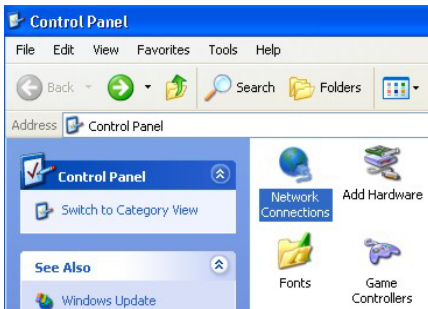 Control Panel
File Edit View Favorites Tools Help
Back Search Folders
Address Control Panel
Control Panel
Switch to Category View
See Also
Windows Update
Network Connections
Add Hardware
Fonts
Game Controllers